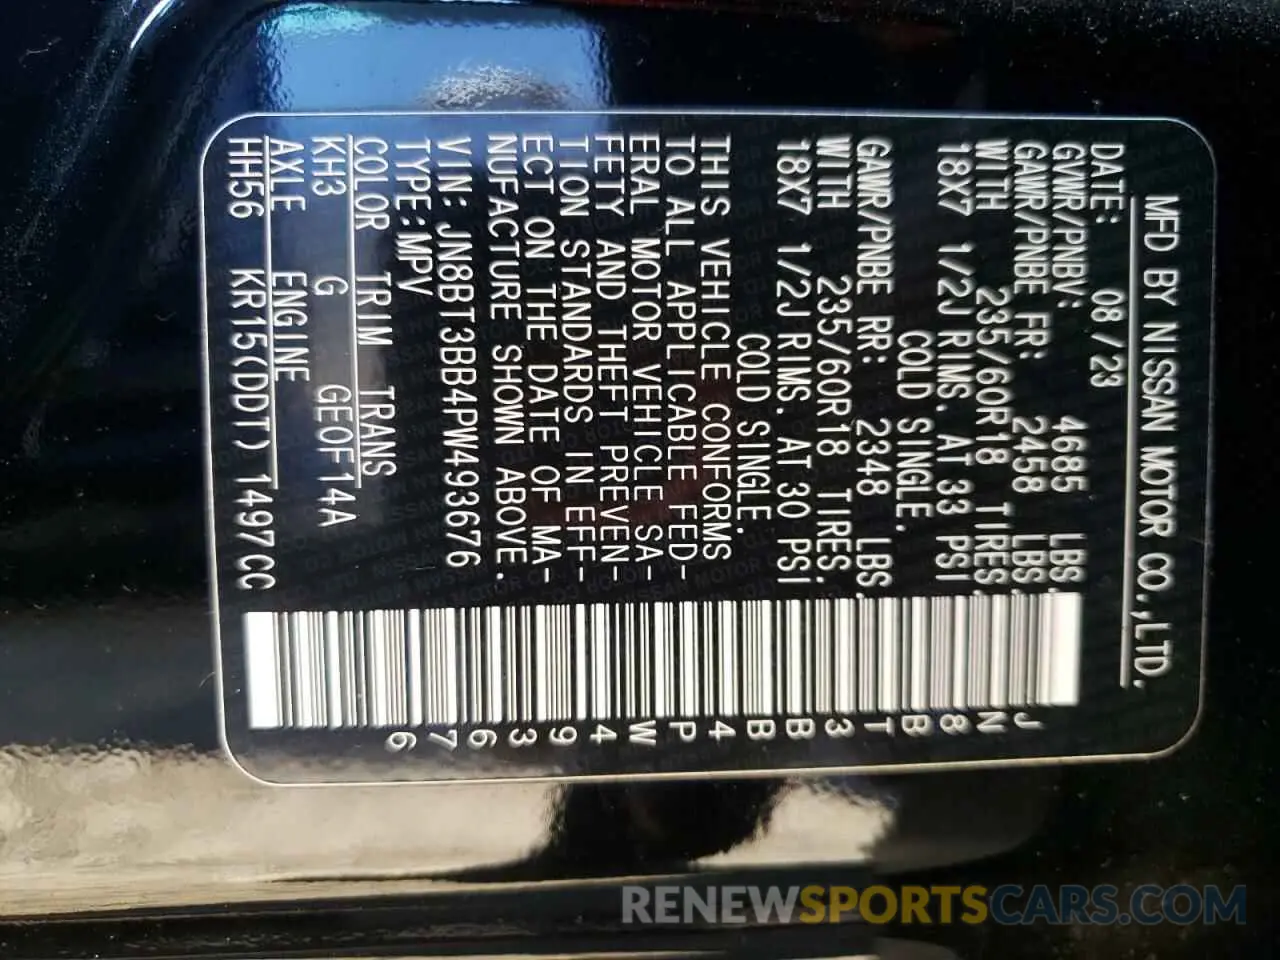 MFD BY NISSAN MOTOR CO.,LTD.
DATE: 08/23
GVWR/PNBV: 4685 LBS.
GAWR/PNBE FR: 2458 LBS.
WITH 235/60R18 TIRES.
18X7 1/2J RIMS. AT 33 PSI
COLD SINGLE.
GAWR/PNBE RR: 2348 LBS.
WITH 235/60R18 TIRES.
18X7 1/2J RIMS. AT 30 PSI
COLD SINGLE.
THIS VEHICLE CONFORMS
TO ALL APPLICABLE FED-
ERAL MOTOR VEHICLE SA-
FETY AND THEFT PREVEN-
TION STANDARDS IN EFF-
ECT ON THE DATE OF MA-
NUFACTURE SHOWN ABOVE.
VIN: JN8BT3BB4PW493676
TYPE:MPV
COLOR TRIM TRANS
KH3 G GE0F14A
AXLE ENGINE
HH56 KR15(DDT) 1497CC
JN8BT3BB4PW493676
RENEWSPORTSCARS.COM